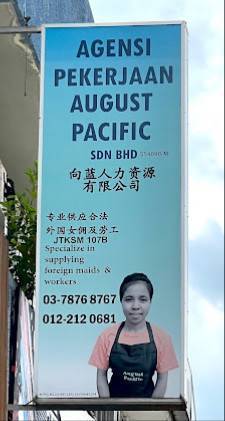 AGENSI
PEKERJAAN
AUGUST
PACIFIC
SDN BHD
向蓝人力资源
有限公司
专业供应合法
外国女佣及劳工
JTKSM 107B
Specialize in
supplying
foreign maids &
workers
03-7876 8767
012-212 0681
August
Pacific